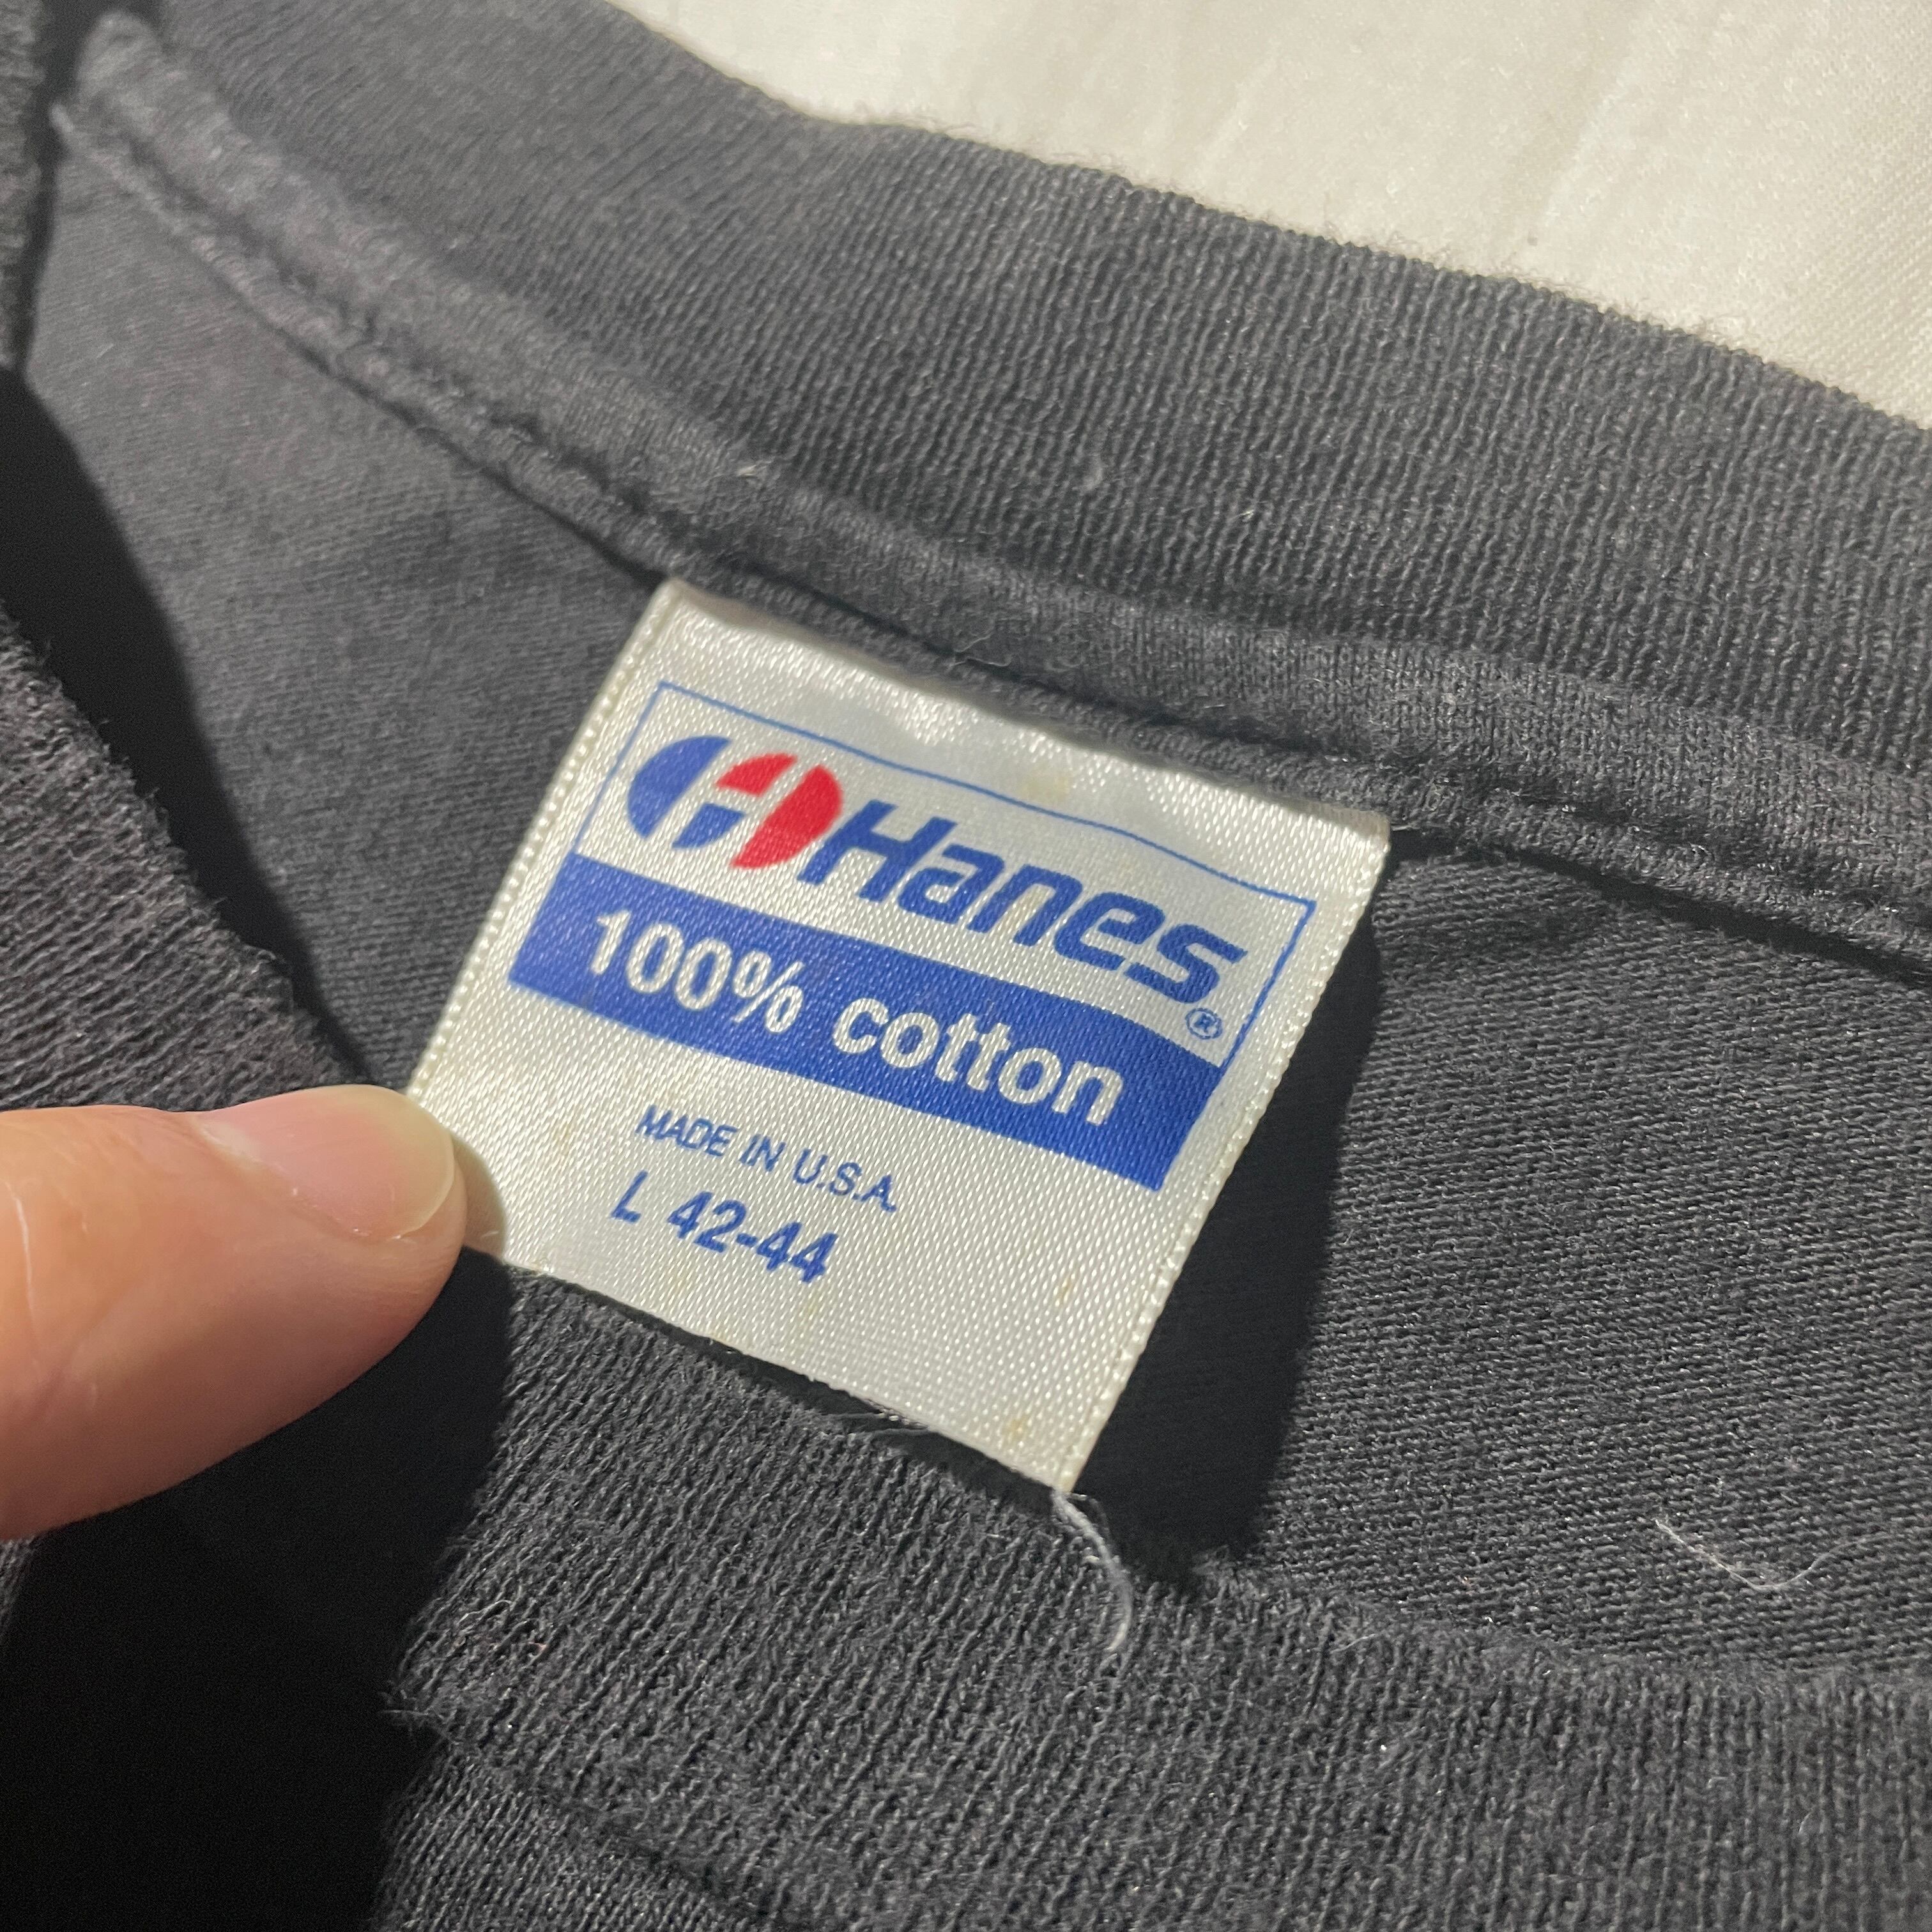 Hanes®
100% cotton
MADE IN U.S.A.
L 42-44